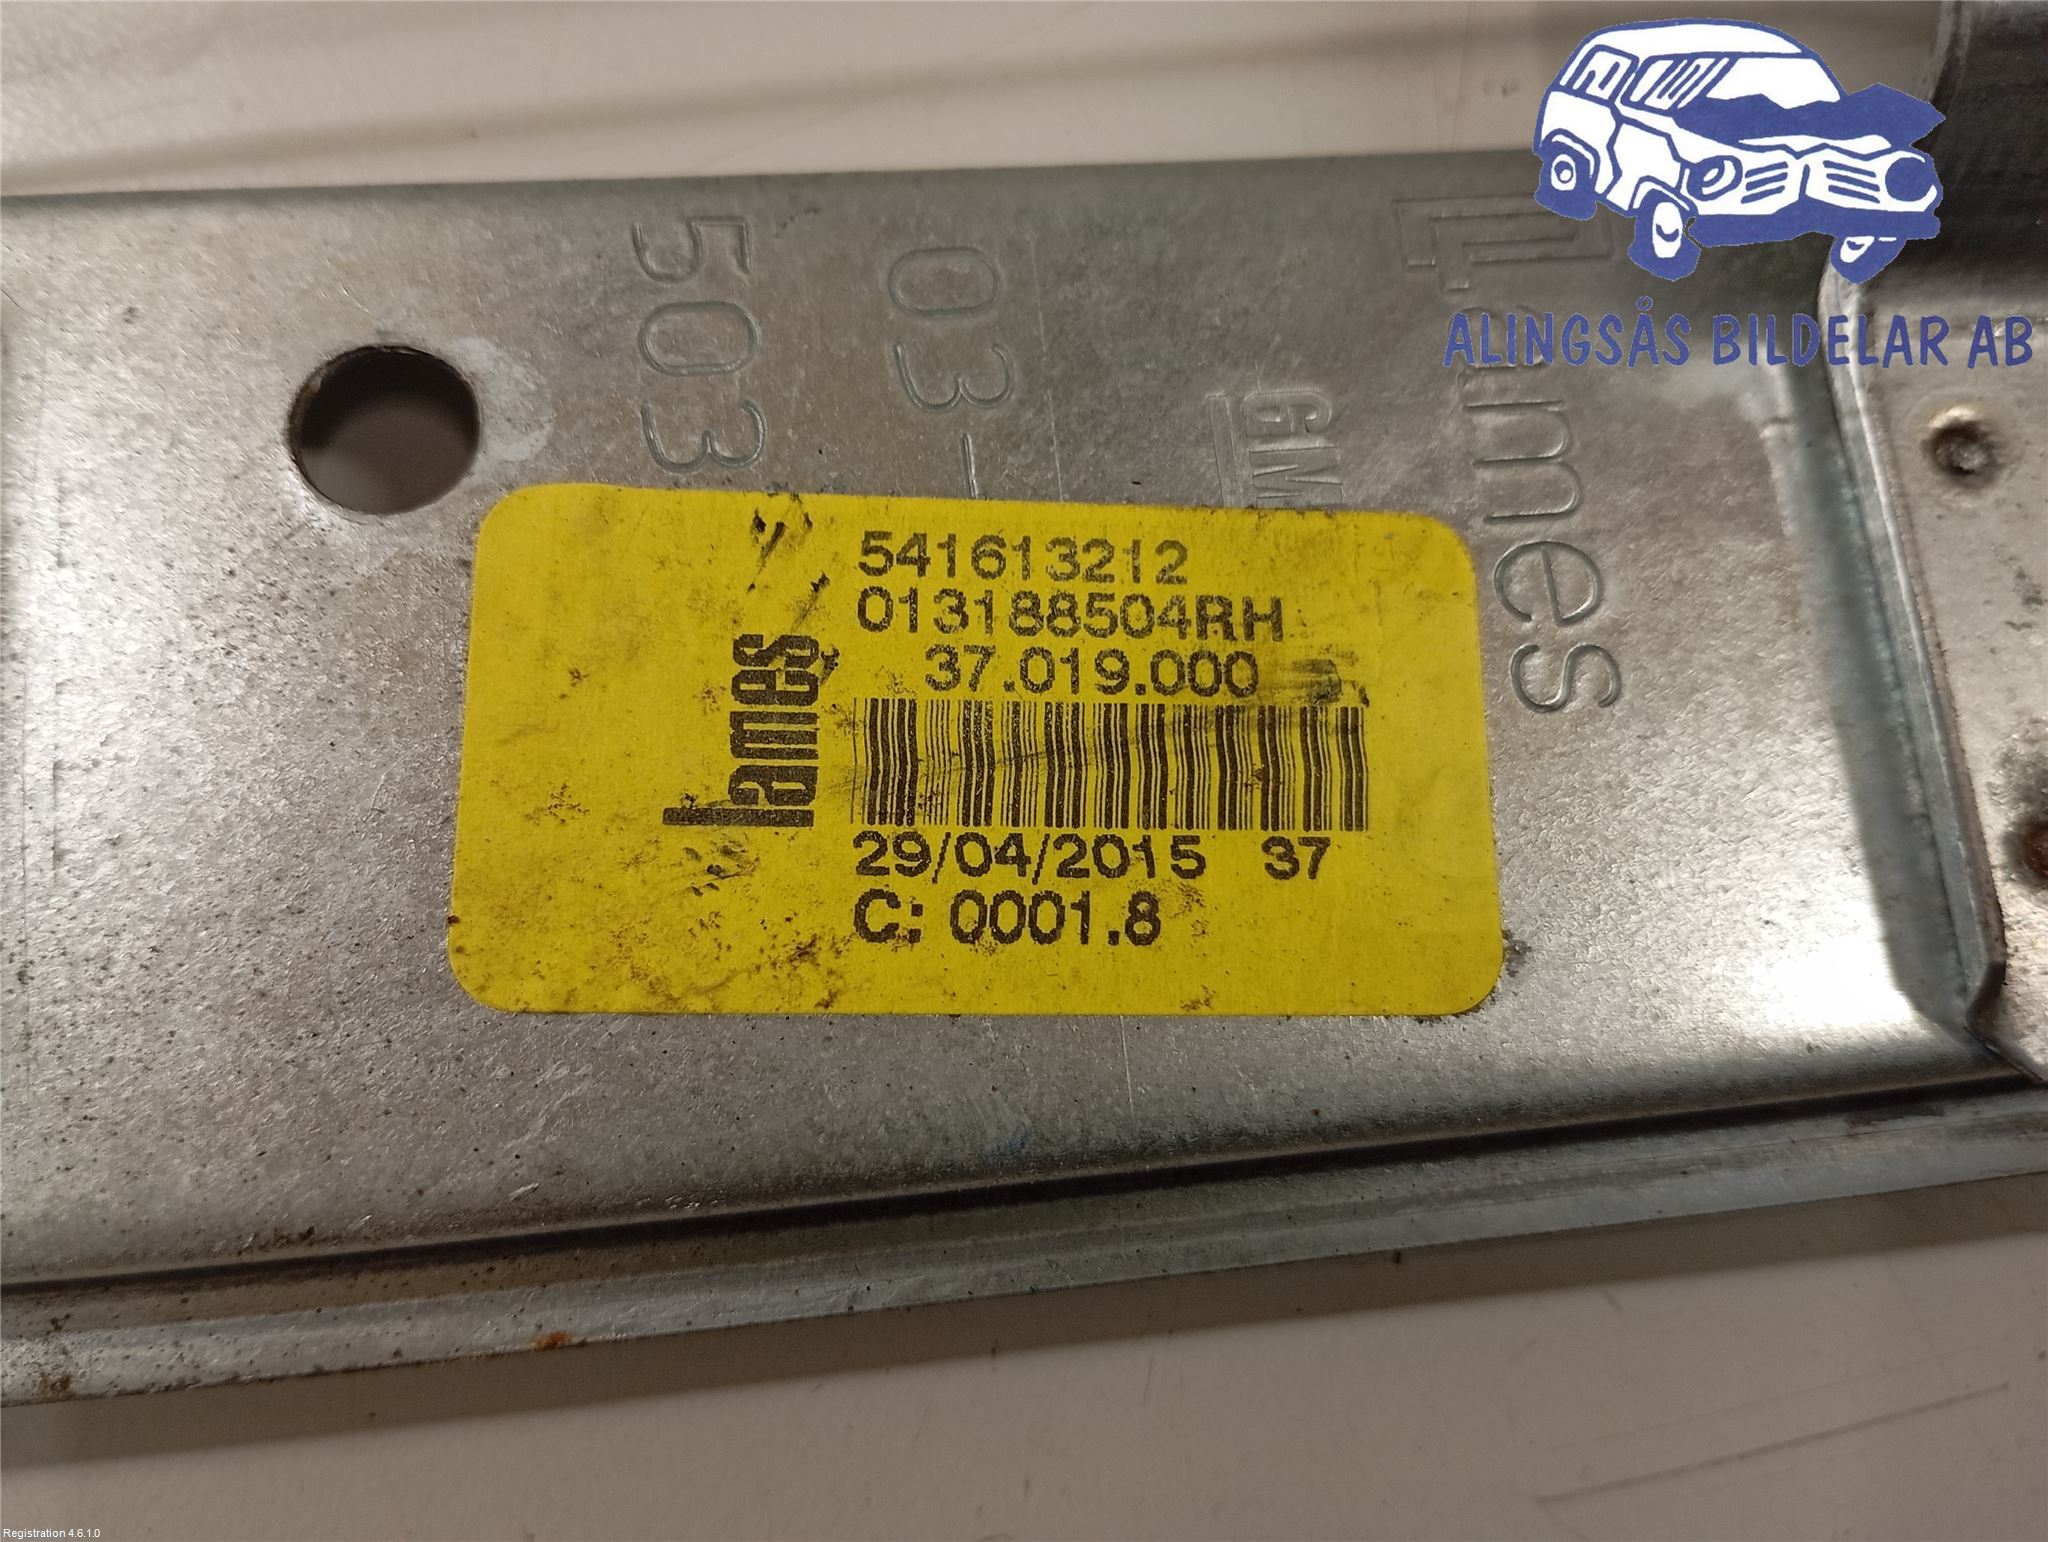 ALINGSÅS BILDELAR AB
503
03-
GM
Lames
541613212
013188504RH
37.019.000
Lames
29/04/2015 37
C: 0001.8
Registration 4.6.1.0